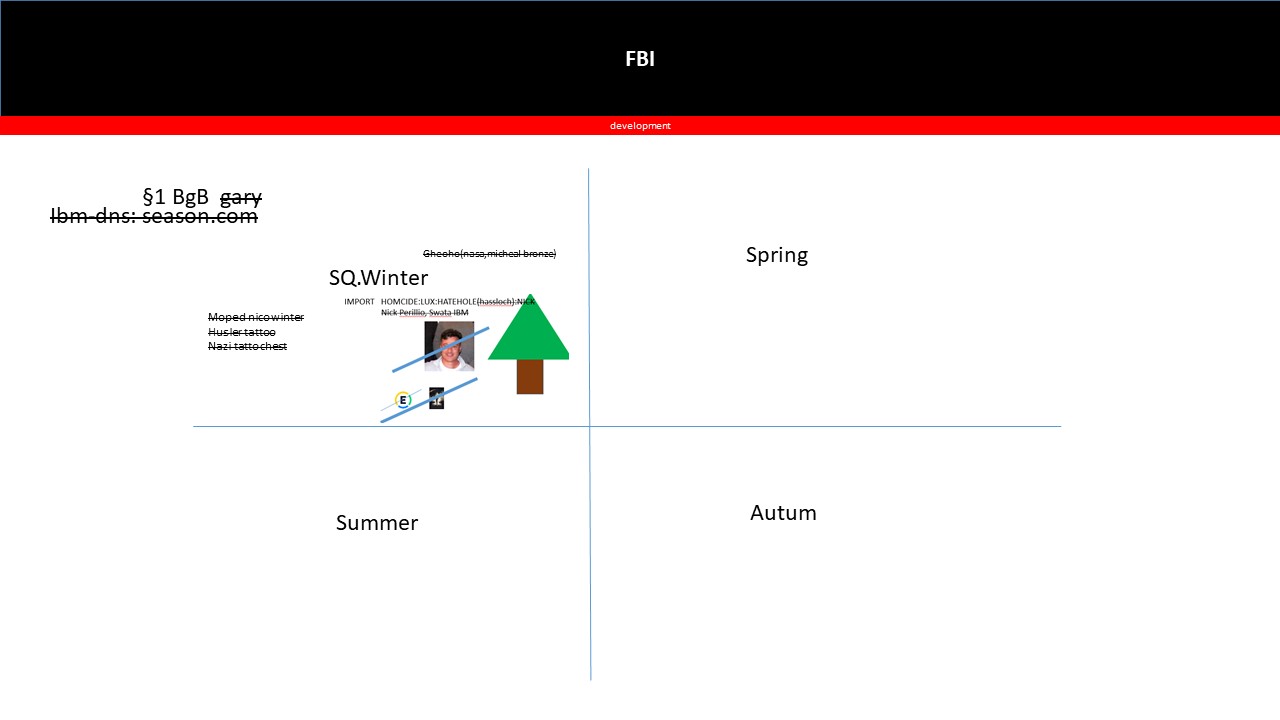 FBI
development
§1 BgB gary
Ibm-dns: season.com
Gheoho(nasa,micheal bronze)
SQ.Winter
IMPORT HOMCIDE:LUX:HATEHOLE(hassloch):NICK
Nick Perillio, Swata IBM
Moped nico winter
Husler tattoo
Nazi tatto chest
E
Spring
Summer
Autum